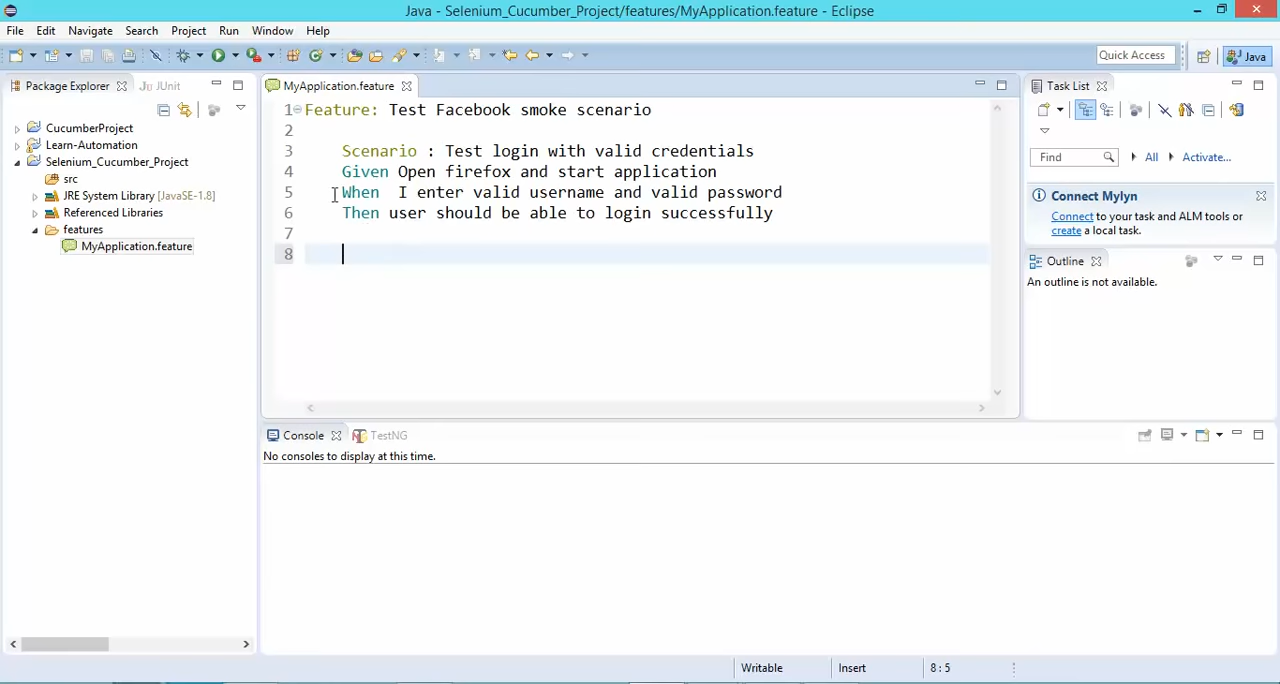 Java - Selenium_Cucumber_Project/features/MyApplication.feature - Eclipse
File Edit Navigate Search Project Run Window Help
Quick Access Java
Package Explorer JUnit
CucumberProject
Learn-Automation
Selenium_Cucumber_Project
src
JRE System Library [JavaSE-1.8]
Referenced Libraries
features
MyApplication.feature
MyApplication.feature
1 Feature: Test Facebook smoke scenario
2
3 Scenario : Test login with valid credentials
4 Given Open firefox and start application
5 When  I enter valid username and valid password
6 Then user should be able to login successfully
7
8
Task List
Find All Activate...
Connect Mylyn
Connect to your task and ALM tools or
create a local task.
Outline
An outline is not available.
Console TestNG
No consoles to display at this time.
Writable Insert 8 : 5